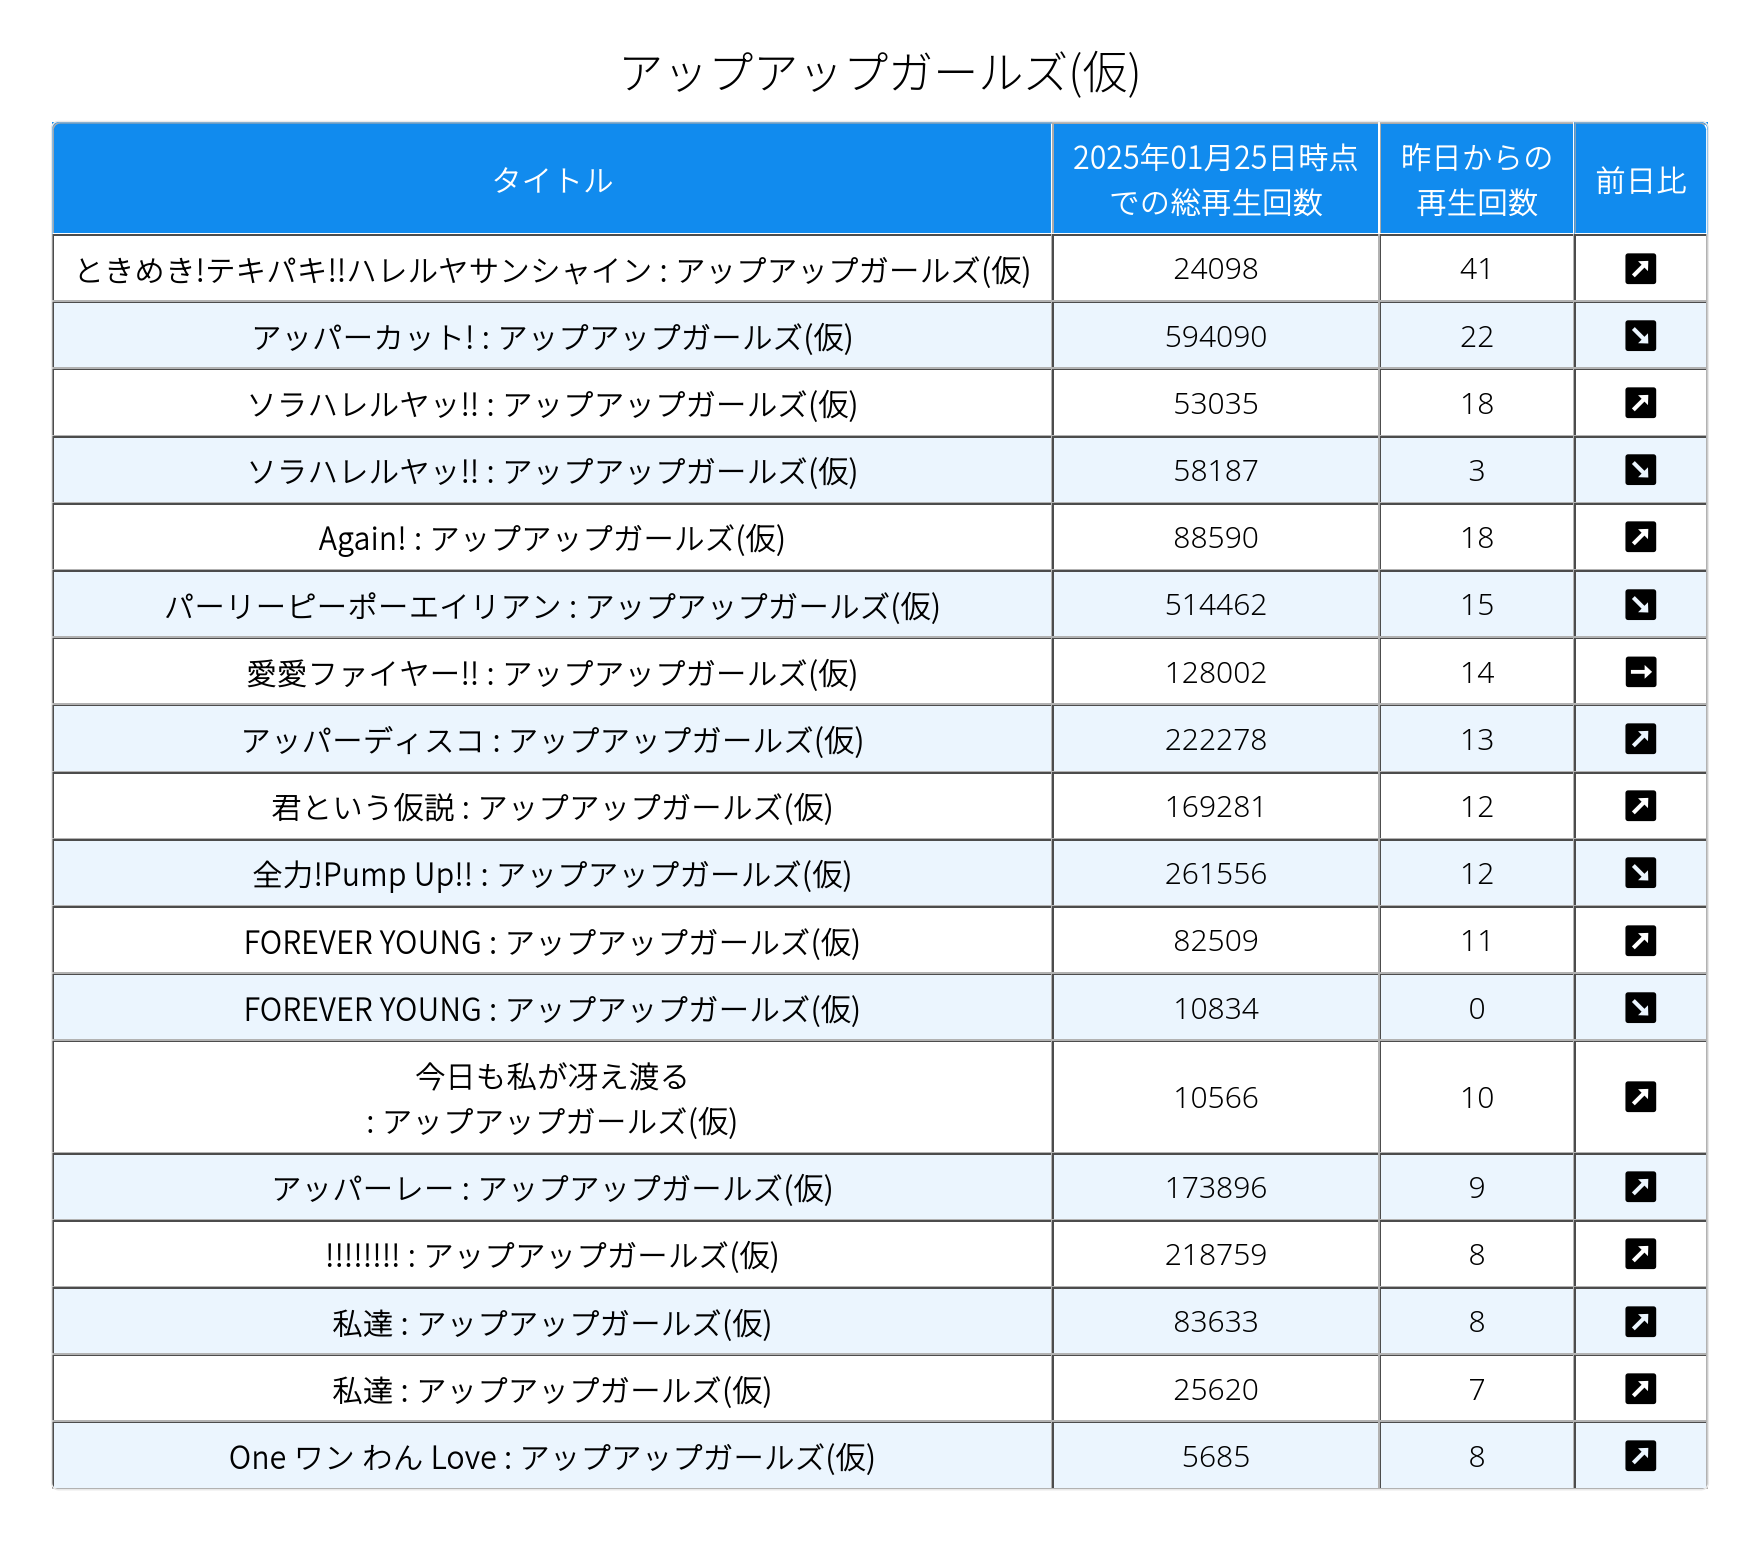 アップアップガールズ(仮)
タイトル 2025年01月25日時点での総再生回数 昨日からの再生回数 前日比
ときめき!テキパキ!!ハレルヤサンシャイン : アップアップガールズ(仮) 24098 41 ↗
アッパーカット! : アップアップガールズ(仮) 594090 22 ↘
ソラハレルヤッ!! : アップアップガールズ(仮) 53035 18 ↗
ソラハレルヤッ!! : アップアップガールズ(仮) 58187 3 ↘
Again! : アップアップガールズ(仮) 88590 18 ↗
パーリーピーポーエイリアン : アップアップガールズ(仮) 514462 15 ↘
愛愛ファイヤー!! : アップアップガールズ(仮) 128002 14 →
アッパーディスコ : アップアップガールズ(仮) 222278 13 ↗
君という仮説 : アップアップガールズ(仮) 169281 12 ↗
全力!Pump Up!! : アップアップガールズ(仮) 261556 12 ↘
FOREVER YOUNG : アップアップガールズ(仮) 82509 11 ↗
FOREVER YOUNG : アップアップガールズ(仮) 10834 0 ↘
今日も私が冴え渡る
: アップアップガールズ(仮) 10566 10 ↗
アッパーレー : アップアップガールズ(仮) 173896 9 ↗
!!!!!!!! : アップアップガールズ(仮) 218759 8 ↗
私達 : アップアップガールズ(仮) 83633 8 ↗
私達 : アップアップガールズ(仮) 25620 7 ↗
One ワン わん Love : アップアップガールズ(仮) 5685 8 ↗